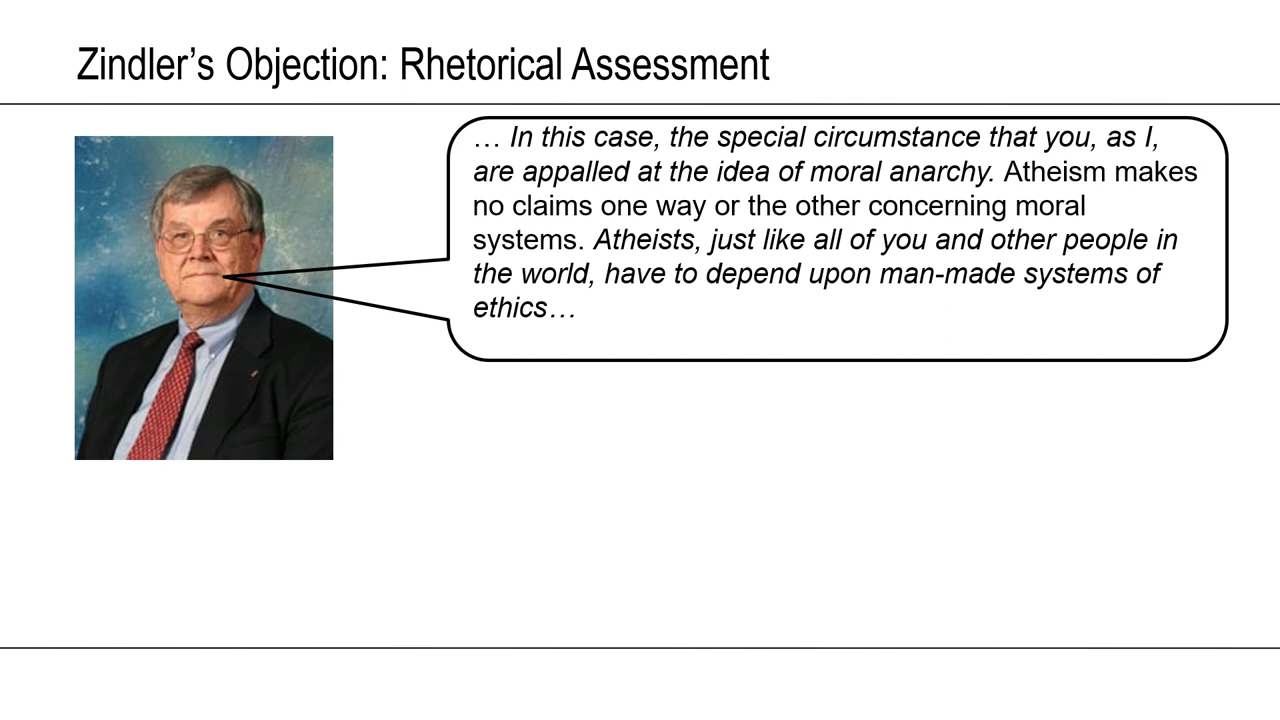 Zindler’s Objection: Rhetorical Assessment
… In this case, the special circumstance that you, as I,
are appalled at the idea of moral anarchy. Atheism makes
no claims one way or the other concerning moral
systems. Atheists, just like all of you and other people in
the world, have to depend upon man-made systems of
ethics…